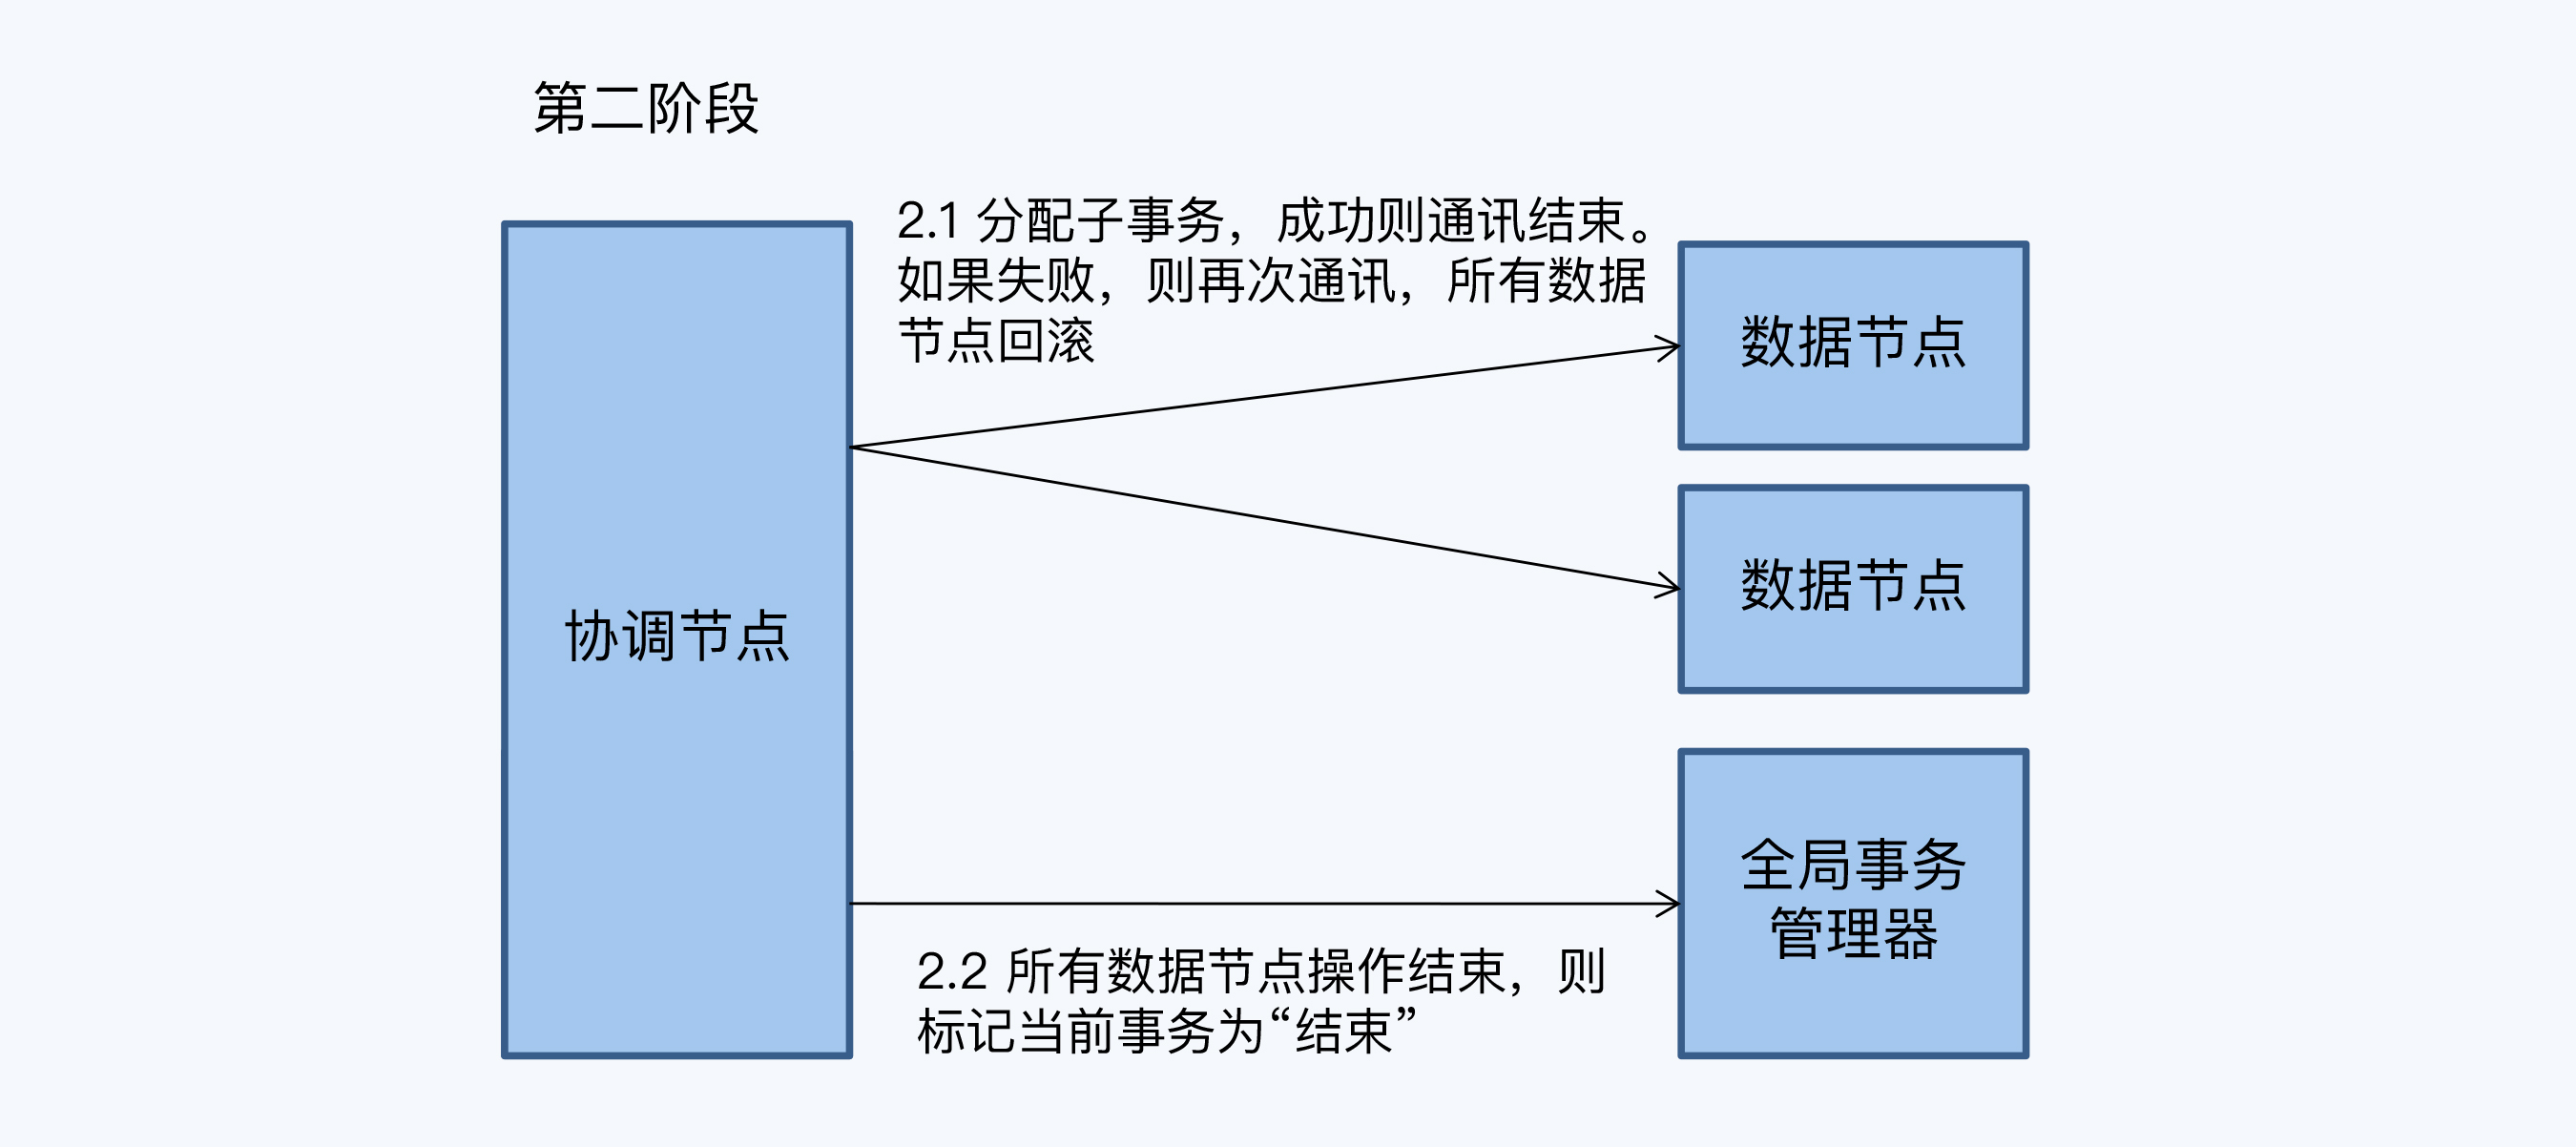 第二阶段
2.1 分配子事务，成功则通讯结束。
如果失败，则再次通讯，所有数据
节点回滚
数据节点
数据节点
协调节点
全局事务
管理器
2.2 所有数据节点操作结束，则
标记当前事务为“结束”